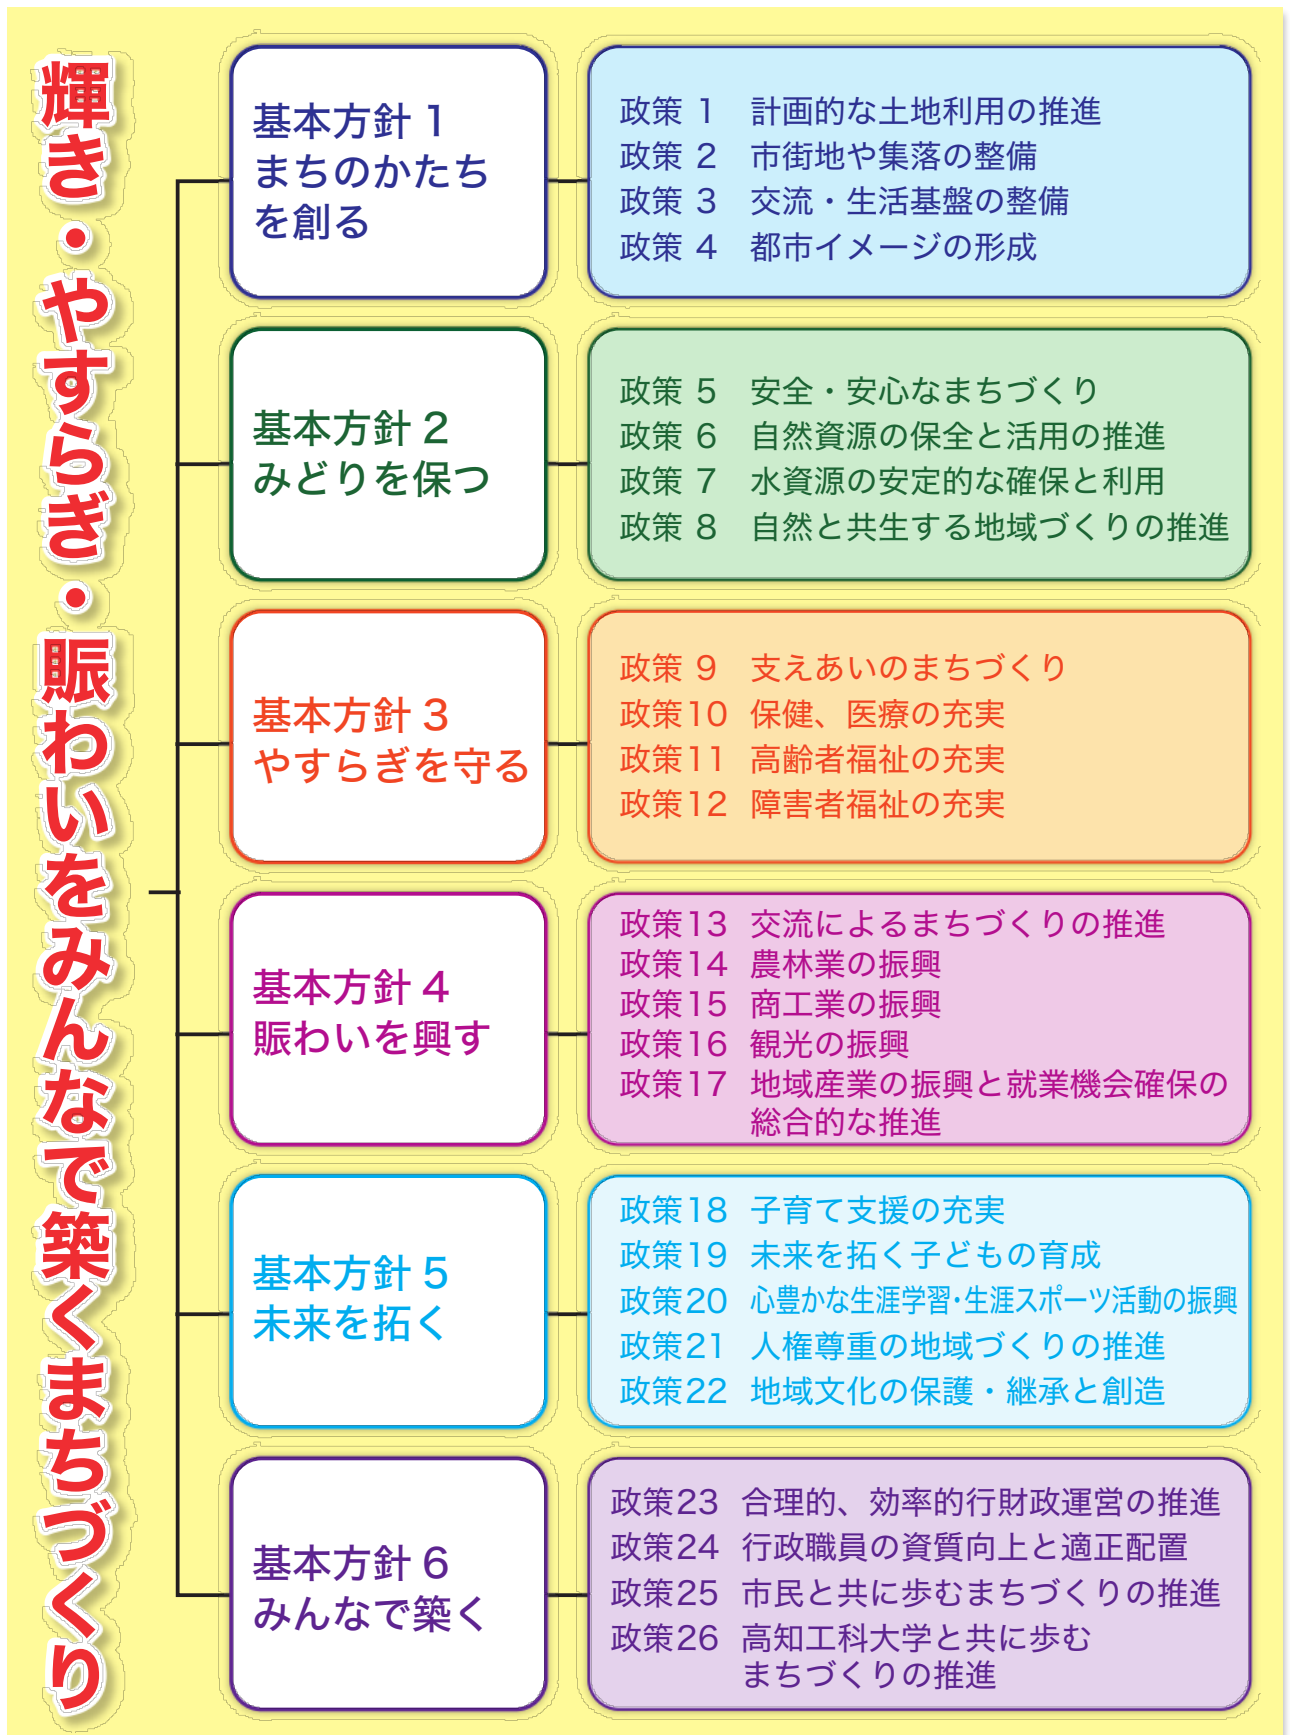 輝き・やすらぎ・賑わいをみんなで築くまちづくり
基本方針 1
まちのかたち
を創る
政策 1 計画的な土地利用の推進
政策 2 市街地や集落の整備
政策 3 交流・生活基盤の整備
政策 4 都市イメージの形成
基本方針 2
みどりを保つ
政策 5 安全・安心なまちづくり
政策 6 自然資源の保全と活用の推進
政策 7 水資源の安定的な確保と利用
政策 8 自然と共生する地域づくりの推進
基本方針 3
やすらぎを守る
政策 9 支えあいのまちづくり
政策10 保健、医療の充実
政策11 高齢者福祉の充実
政策12 障害者福祉の充実
基本方針 4
賑わいを興す
政策13 交流によるまちづくりの推進
政策14 農林業の振興
政策15 商工業の振興
政策16 観光の振興
政策17 地域産業の振興と就業機会確保の
総合的な推進
基本方針 5
未来を拓く
政策18 子育て支援の充実
政策19 未来を拓く子どもの育成
政策20 心豊かな生涯学習・生涯スポーツ活動の振興
政策21 人権尊重の地域づくりの推進
政策22 地域文化の保護・継承と創造
基本方針 6
みんなで築く
政策23 合理的、効率的行財政運営の推進
政策24 行政職員の資質向上と適正配置
政策25 市民と共に歩むまちづくりの推進
政策26 高知工科大学と共に歩む
まちづくりの推進